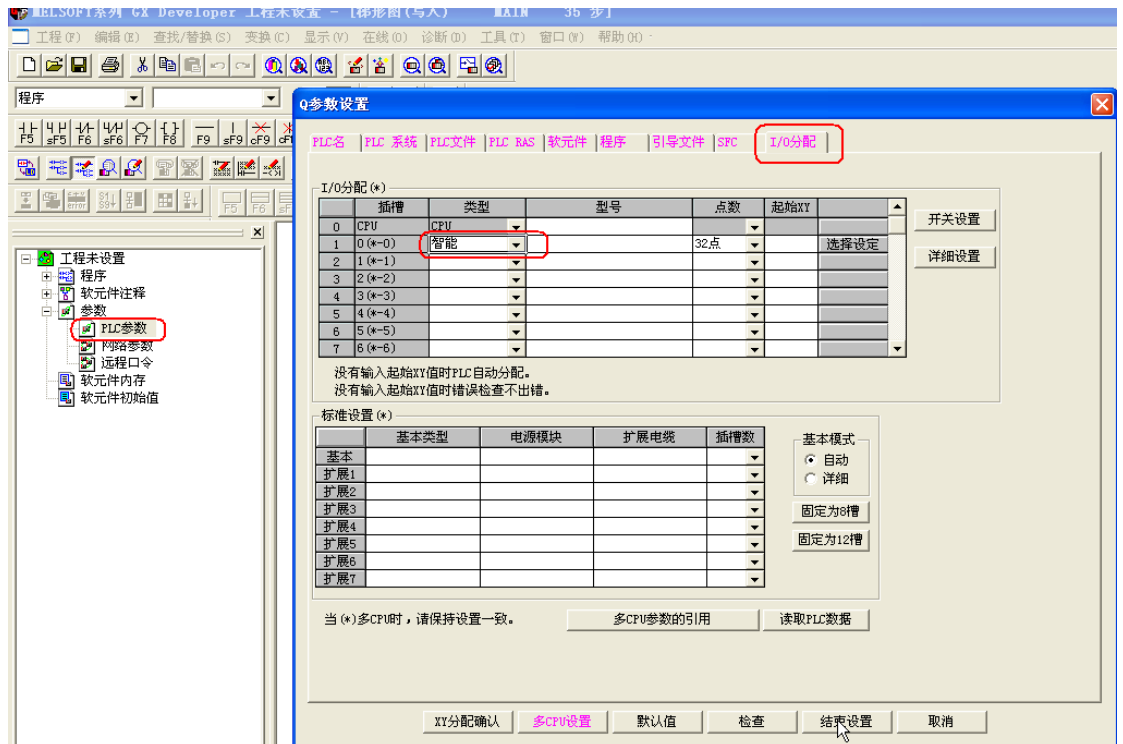 MELSOFT系列 GX Developer 工程未设置 - [梯形图(写入) MAIN 35 步]
工程(F) 编辑(E) 查找/替换(S) 变换(C) 显示(V) 在线(O) 诊断(D) 工具(T) 窗口(W) 帮助(H)
程序
F5 sF5 F6 sF6 F7 F8 F9 sF9 cF9
error
F5 F6
工程未设置
程序
软元件注释
参数
PLC参数
网络参数
远程口令
软元件内存
软元件初始值
Q参数设置
PLC名 PLC 系统 PLC文件 PLC RAS 软元件 程序 引导文件 SFC I/O分配
I/O分配(*)
插槽 类型 型号 点数 起始XY
0 CPU CPU
1 0(*-0) 智能 32点 选择设定
2 1(*-1)
3 2(*-2)
4 3(*-3)
5 4(*-4)
6 5(*-5)
7 6(*-6)
开关设置
详细设置
没有输入起始XY值时PLC自动分配。
没有输入起始XY值时错误检查不出错。
标准设置(*)
基本类型 电源模块 扩展电缆 插槽数
基本
扩展1
扩展2
扩展3
扩展4
扩展5
扩展6
扩展7
基本模式
自动
详细
固定为8槽
固定为12槽
当(*)多CPU时，请保持设置一致。 多CPU参数的引用 读取PLC数据
XY分配确认 多CPU设置 默认值 检查 结束设置 取消